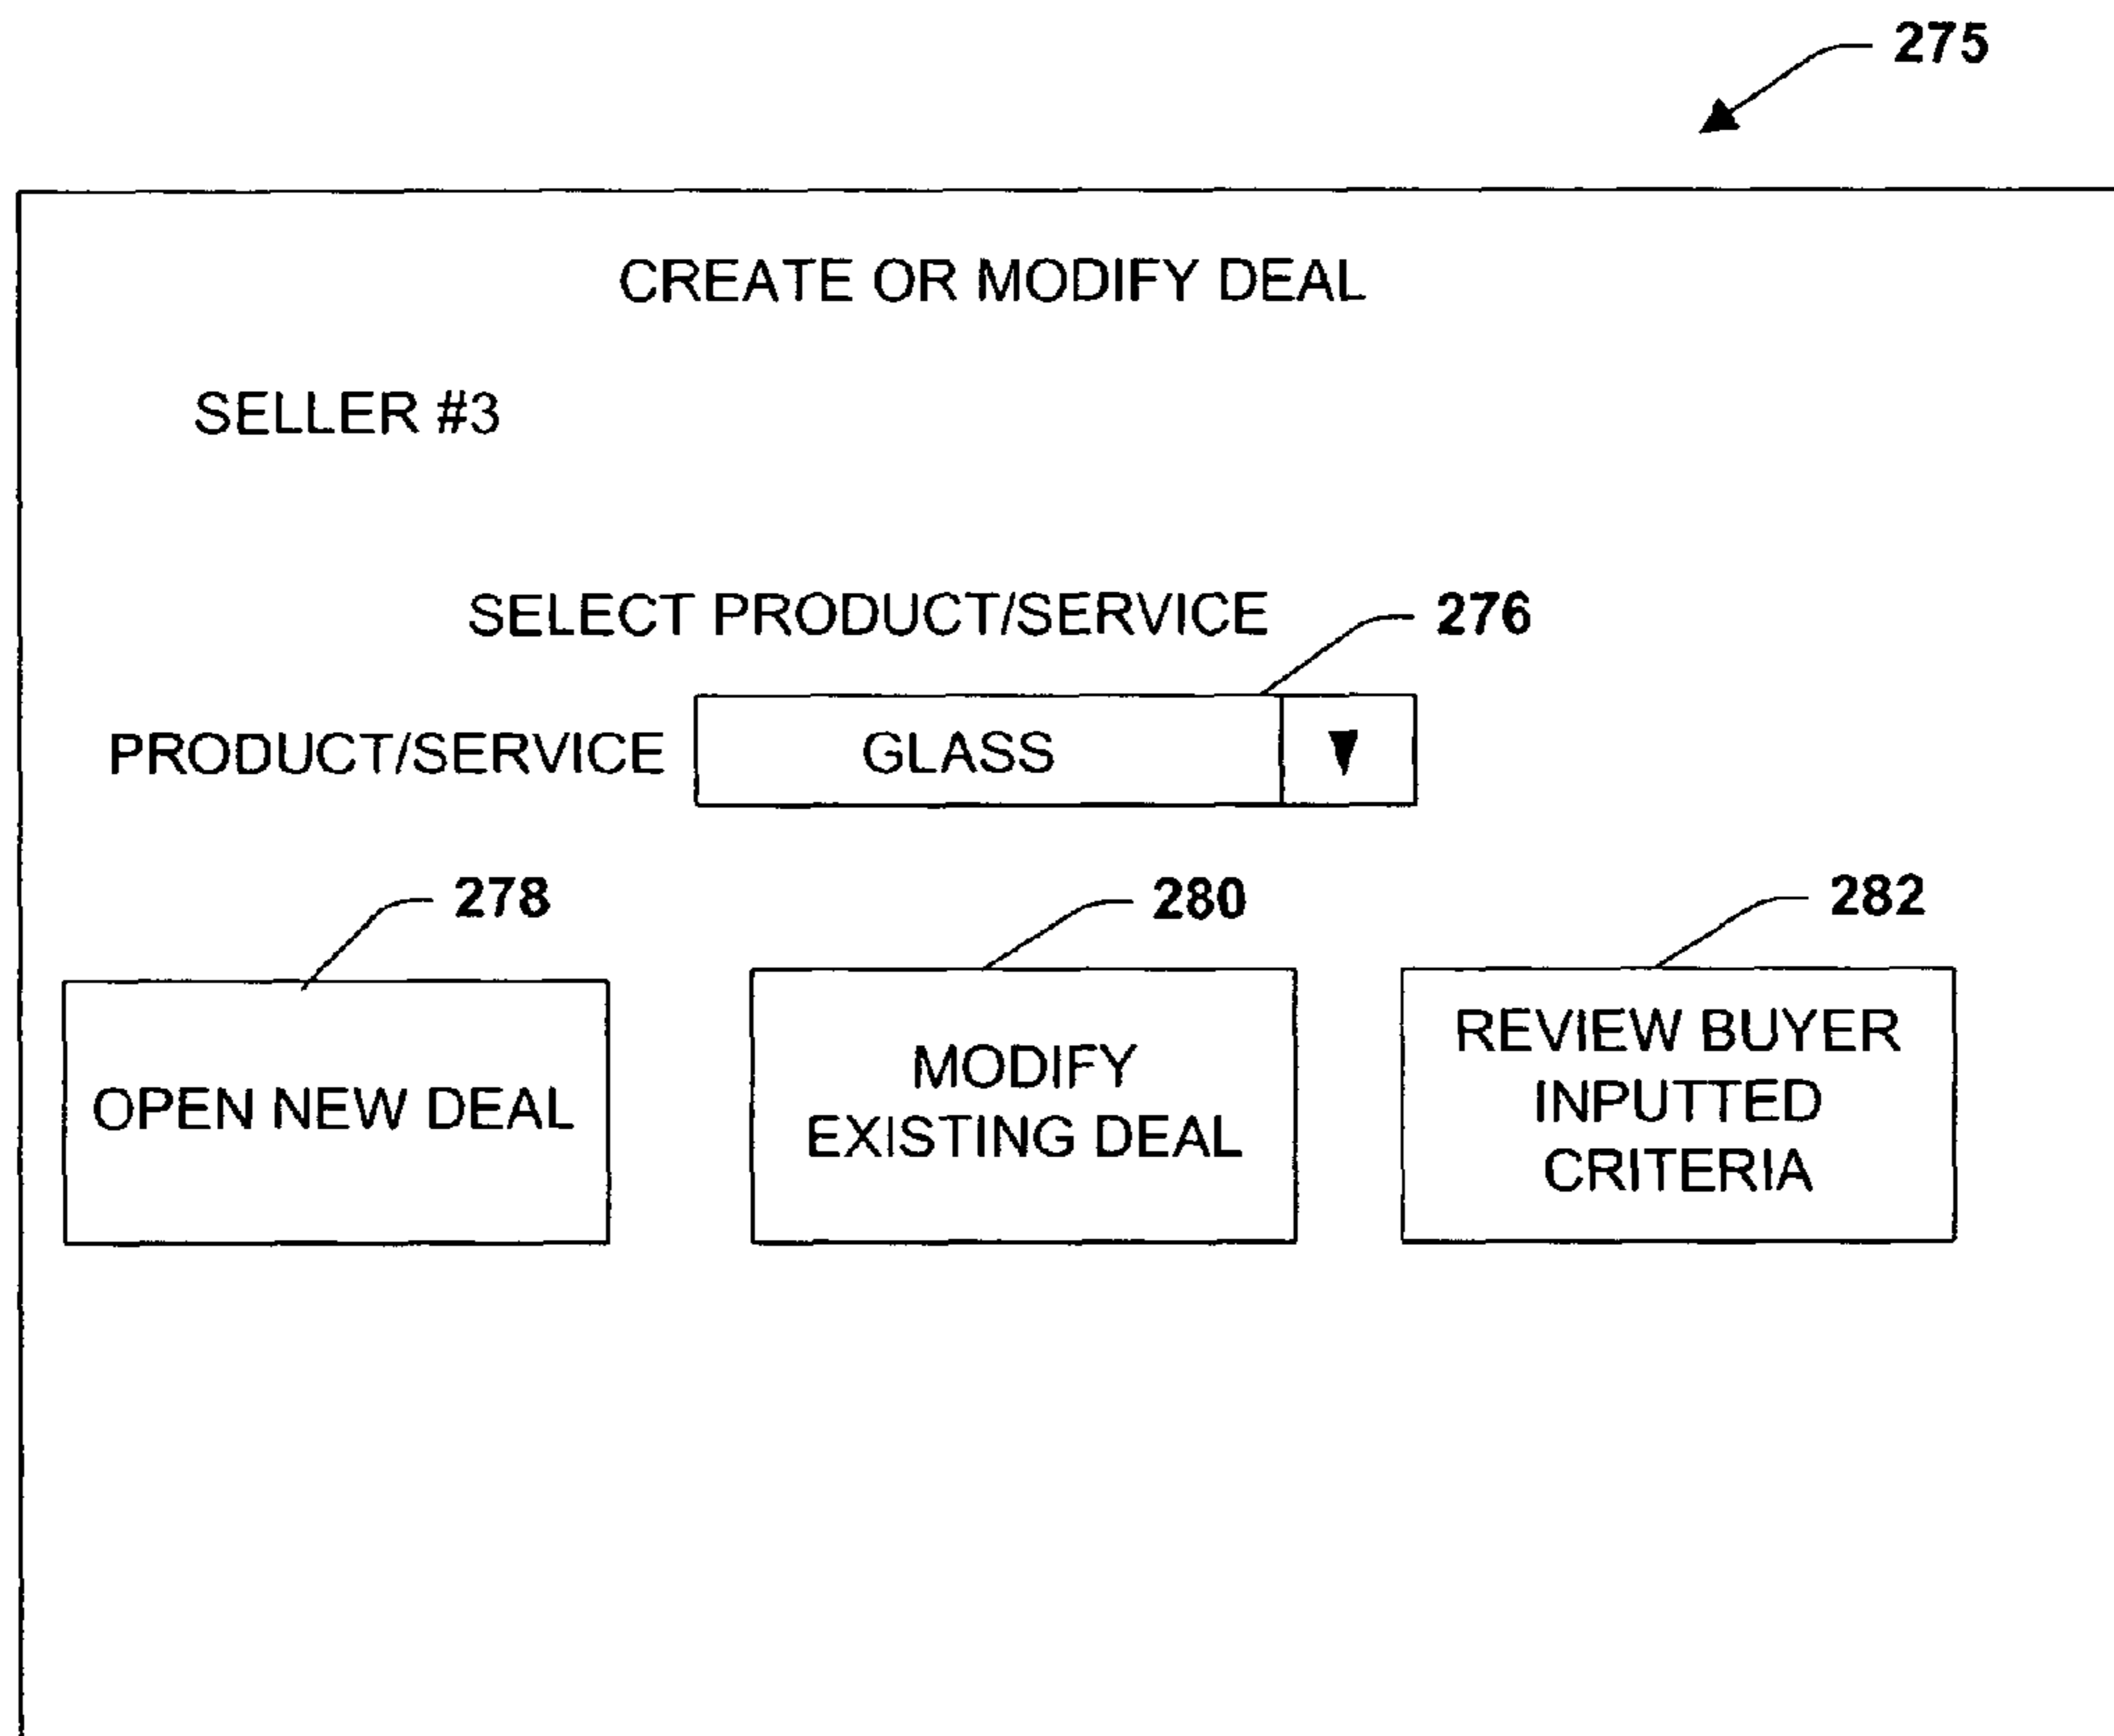 275
CREATE OR MODIFY DEAL
SELLER #3
SELECT PRODUCT/SERVICE
276
PRODUCT/SERVICE GLASS
278
280
282
OPEN NEW DEAL
MODIFY
EXISTING DEAL
REVIEW BUYER
INPUTTED
CRITERIA